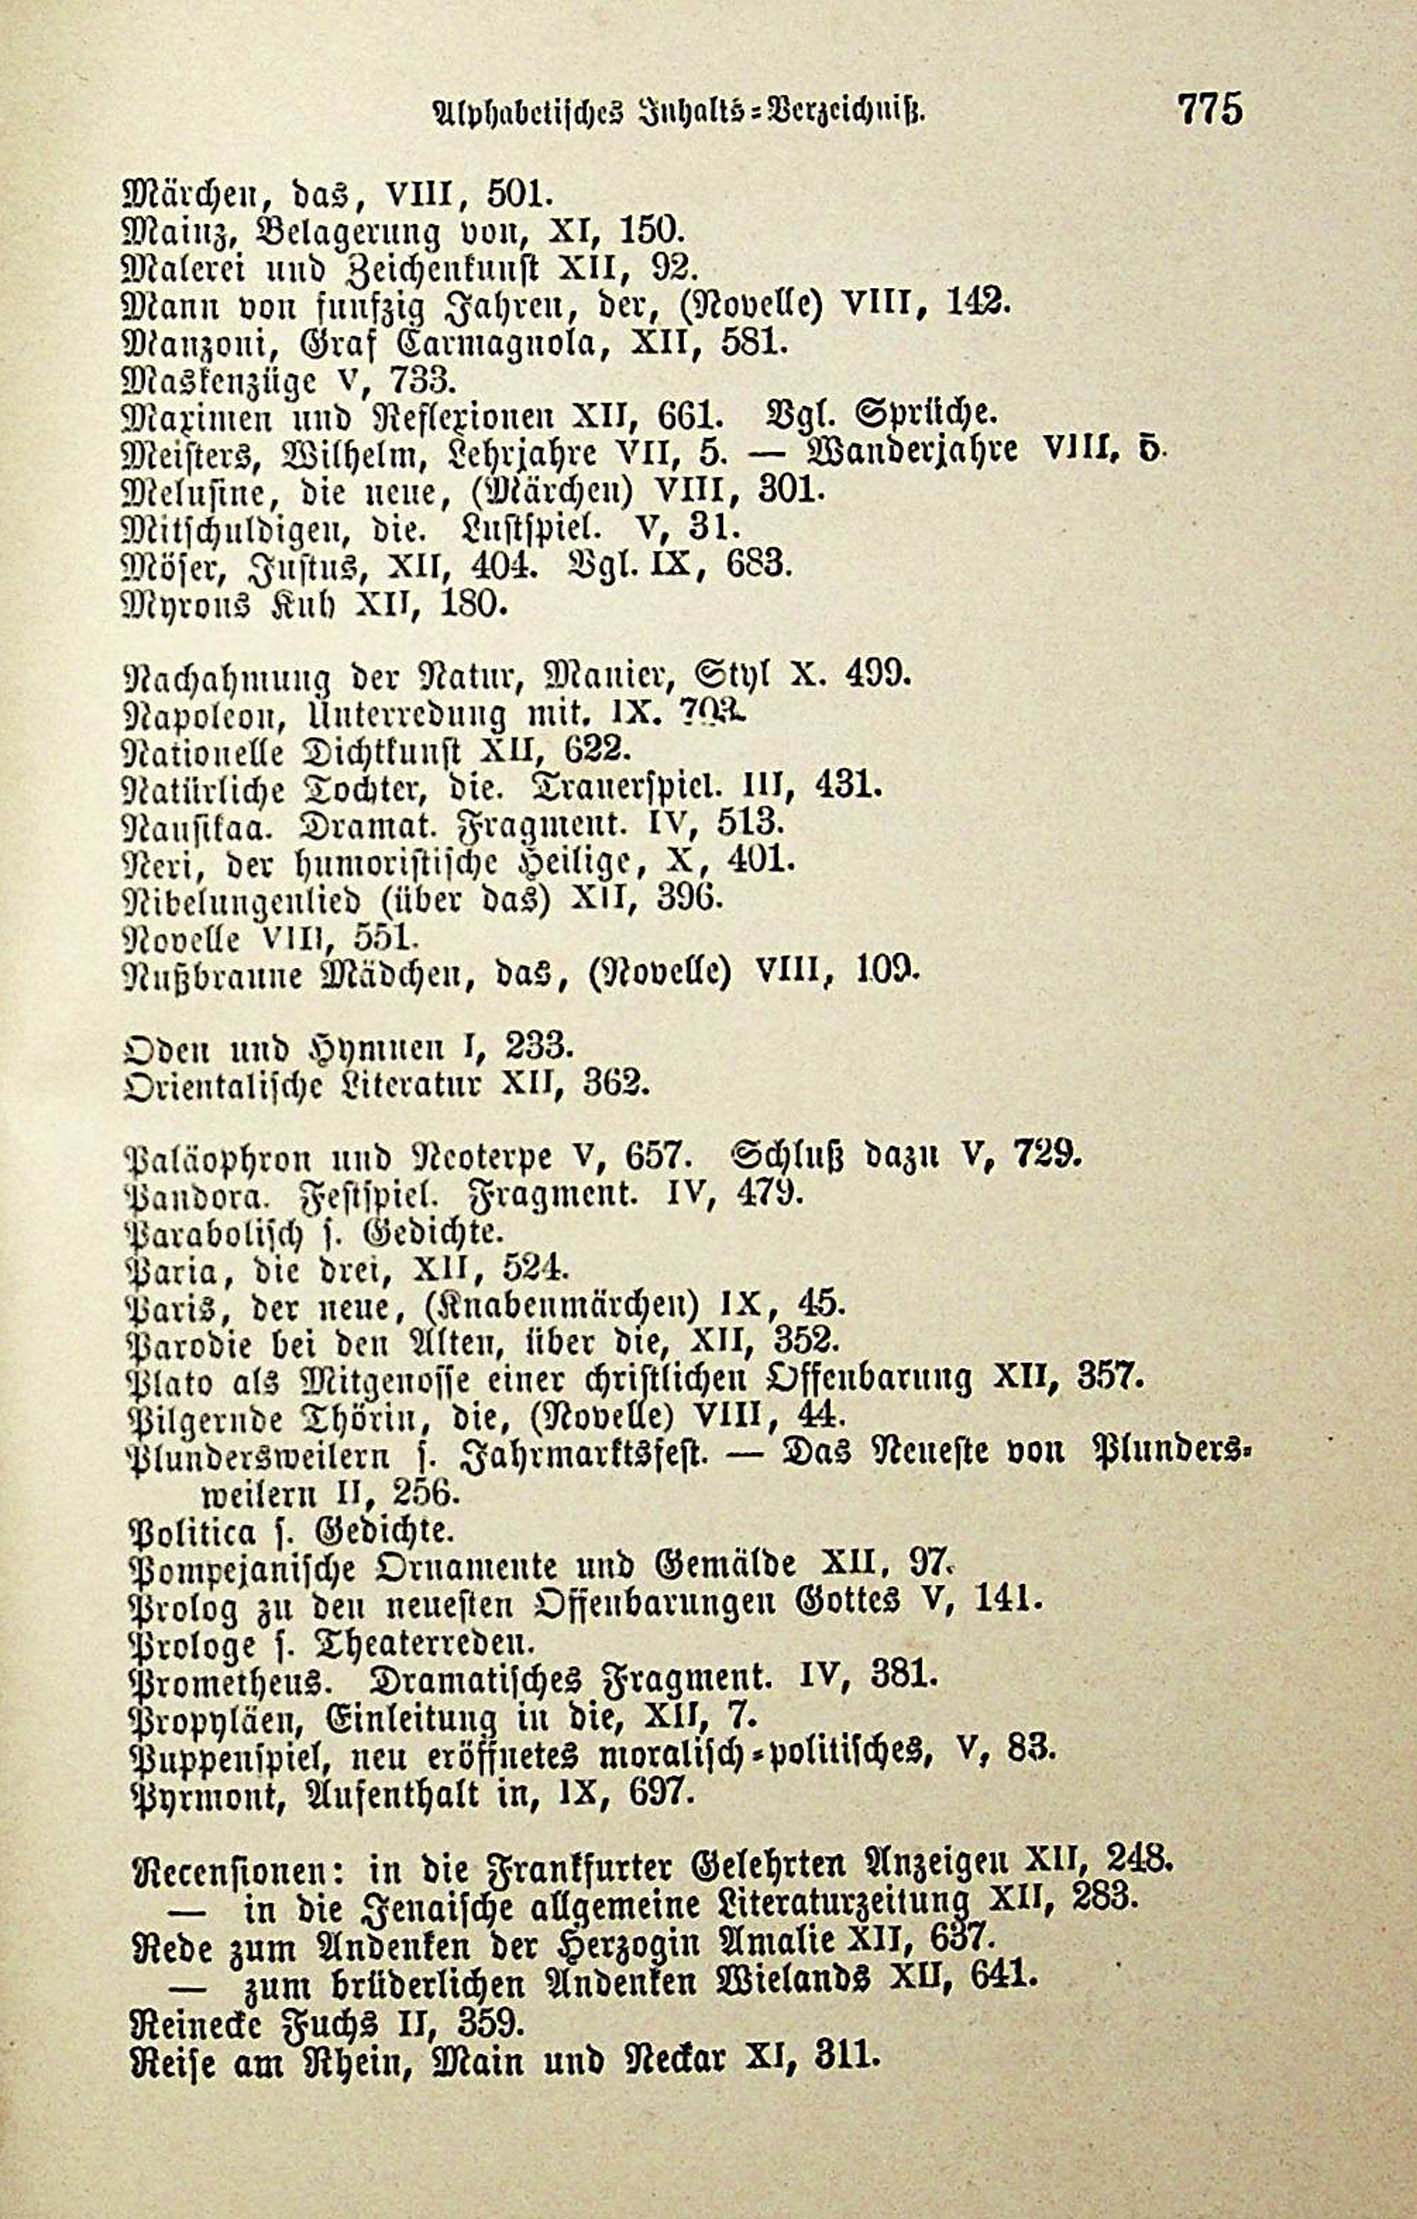 Alphabetisches Inhalts=Verzeichniß. 775
Märchen, das, VIII, 501.
Mainz, Belagerung von, XI, 150.
Malerei und Zeichenkunst XII, 92.
Mann von funfzig Jahren, der, (Novelle) VIII, 142.
Manzoni, Graf Carmagnola, XII, 581.
Maskenzüge V, 733.
Maximen und Reflexionen XII, 661. Vgl. Sprüche.
Meisters, Wilhelm, Lehrjahre VII, 5. — Wanderjahre VIII, 5.
Melusine, die neue, (Märchen) VIII, 301.
Mitschuldigen, die. Lustspiel. V, 31.
Möser, Justus, XII, 404. Vgl. IX, 683.
Myrons Kuh XII, 180.
Nachahmung der Natur, Manier, Styl X. 499.
Napoleon, Unterredung mit. IX.
Nationelle Dichtkunst XII, 622.
Natürliche Tochter, die. Trauerspiel. III, 431.
Nausikaa. Dramat. Fragment. IV, 513.
Neri, der humoristische Heilige, X, 401.
Nibelungenlied (über das) XII, 396.
Novelle VIII, 551.
Nußbraune Mädchen, das, (Novelle) VIII, 109.
Oden und Hymnen I, 233.
Orientalische Literatur XII, 362.
Paläophron und Neoterpe V, 657. Schluß dazu V, 729.
Pandora. Festspiel. Fragment. IV, 479.
Parabolisch s. Gedichte.
Paria, die drei, XII, 524.
Paris, der neue, (Knabenmärchen) IX, 45.
Parodie bei den Alten, über die, XII, 352.
Plato als Mitgenosse einer christlichen Offenbarung XII, 357.
Pilgernde Thörin, die, (Novelle) VIII, 44.
Plundersweilern s. Jahrmarktsfest. — Das Neueste von Plunders=
weilern II, 256.
Politica s. Gedichte.
Pompejanische Ornamente und Gemälde XII, 97.
Prolog zu den neuesten Offenbarungen Gottes V, 141.
Prologe s. Theaterreden.
Prometheus. Dramatisches Fragment. IV, 381.
Propyläen, Einleitung in die, XII, 7.
Puppenspiel, neu eröffnetes moralisch=politisches, V, 83.
Pyrmont, Aufenthalt in, IX, 697.
Recensionen: in die Frankfurter Gelehrten Anzeigen XII, 248.
— in die Jenaische allgemeine Literaturzeitung XII, 283.
Rede zum Andenken der Herzogin Amalie XII, 637.
— zum brüderlichen Andenken Wielands XII, 641.
Reinecke Fuchs II, 359.
Reise am Rhein, Main und Neckar XI, 311.